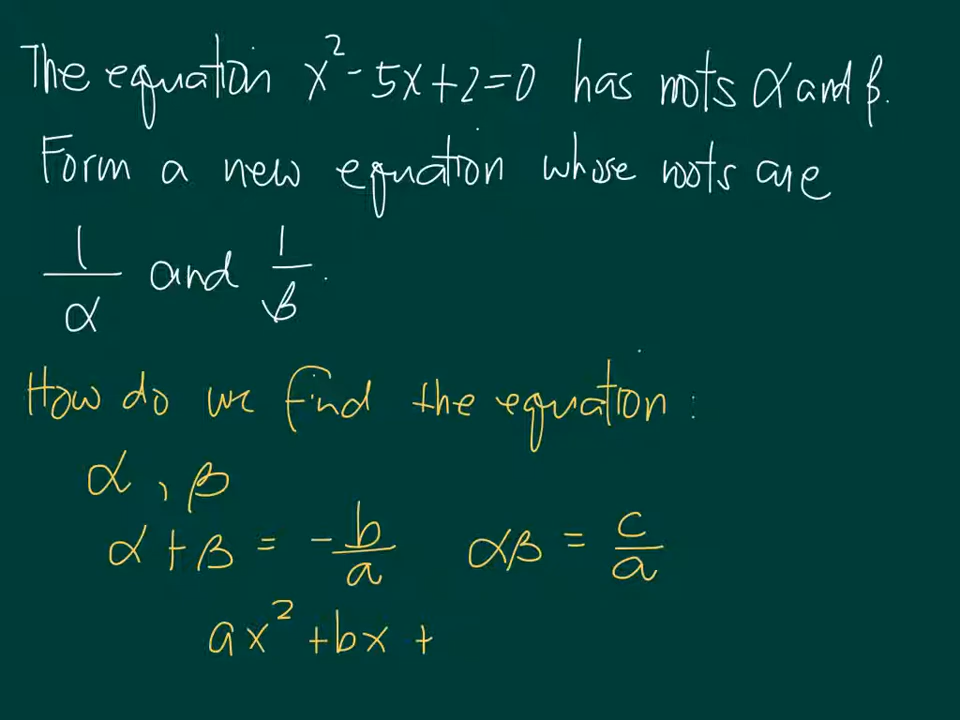 The equation x² - 5x + 2 = 0 has roots α and β.
Form a new equation whose roots are
1/α and 1/β.
How do we find the equation :
α , β
α + β = - b/a αβ = c/a
ax² + bx +